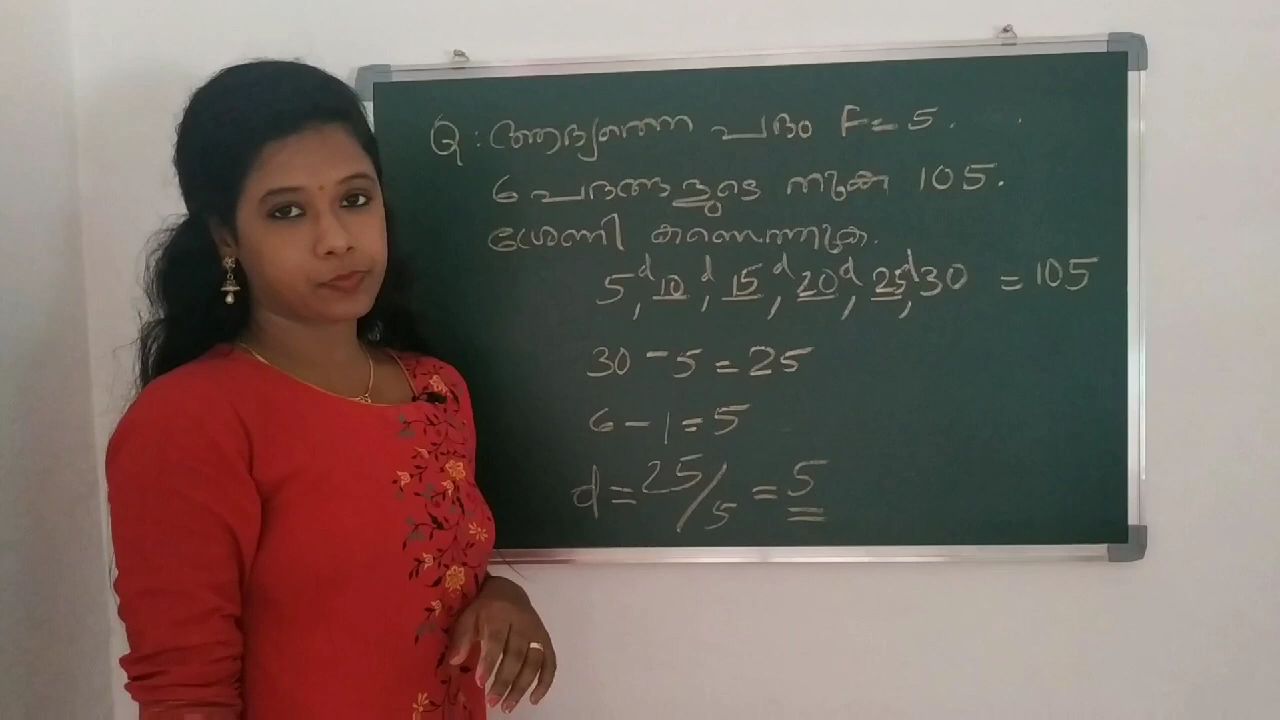 Q: ആദ്യത്തെ പദം F = 5.
6 പദങ്ങളുടെ തുക 105.
ശ്രേണി കണ്ടെത്തുക.
5, d 10, d 15, d 20, d 25, d 30 = 105
30 - 5 = 25
6 - 1 = 5
d = 25/5 = 5